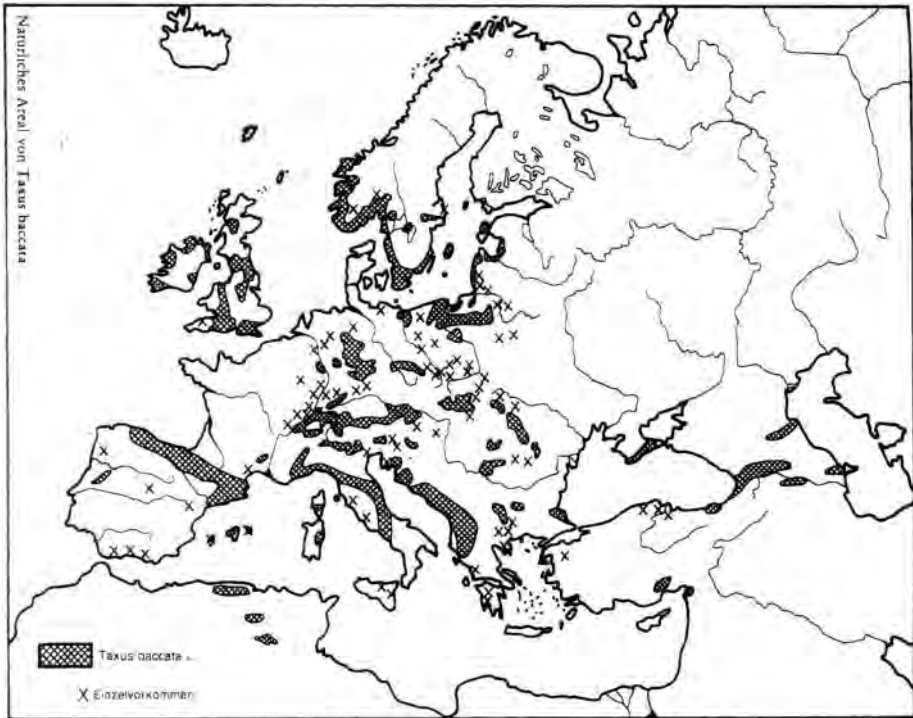 Natürliches Areal von Taxus baccata
Taxus baccata
X Einzelvorkommen